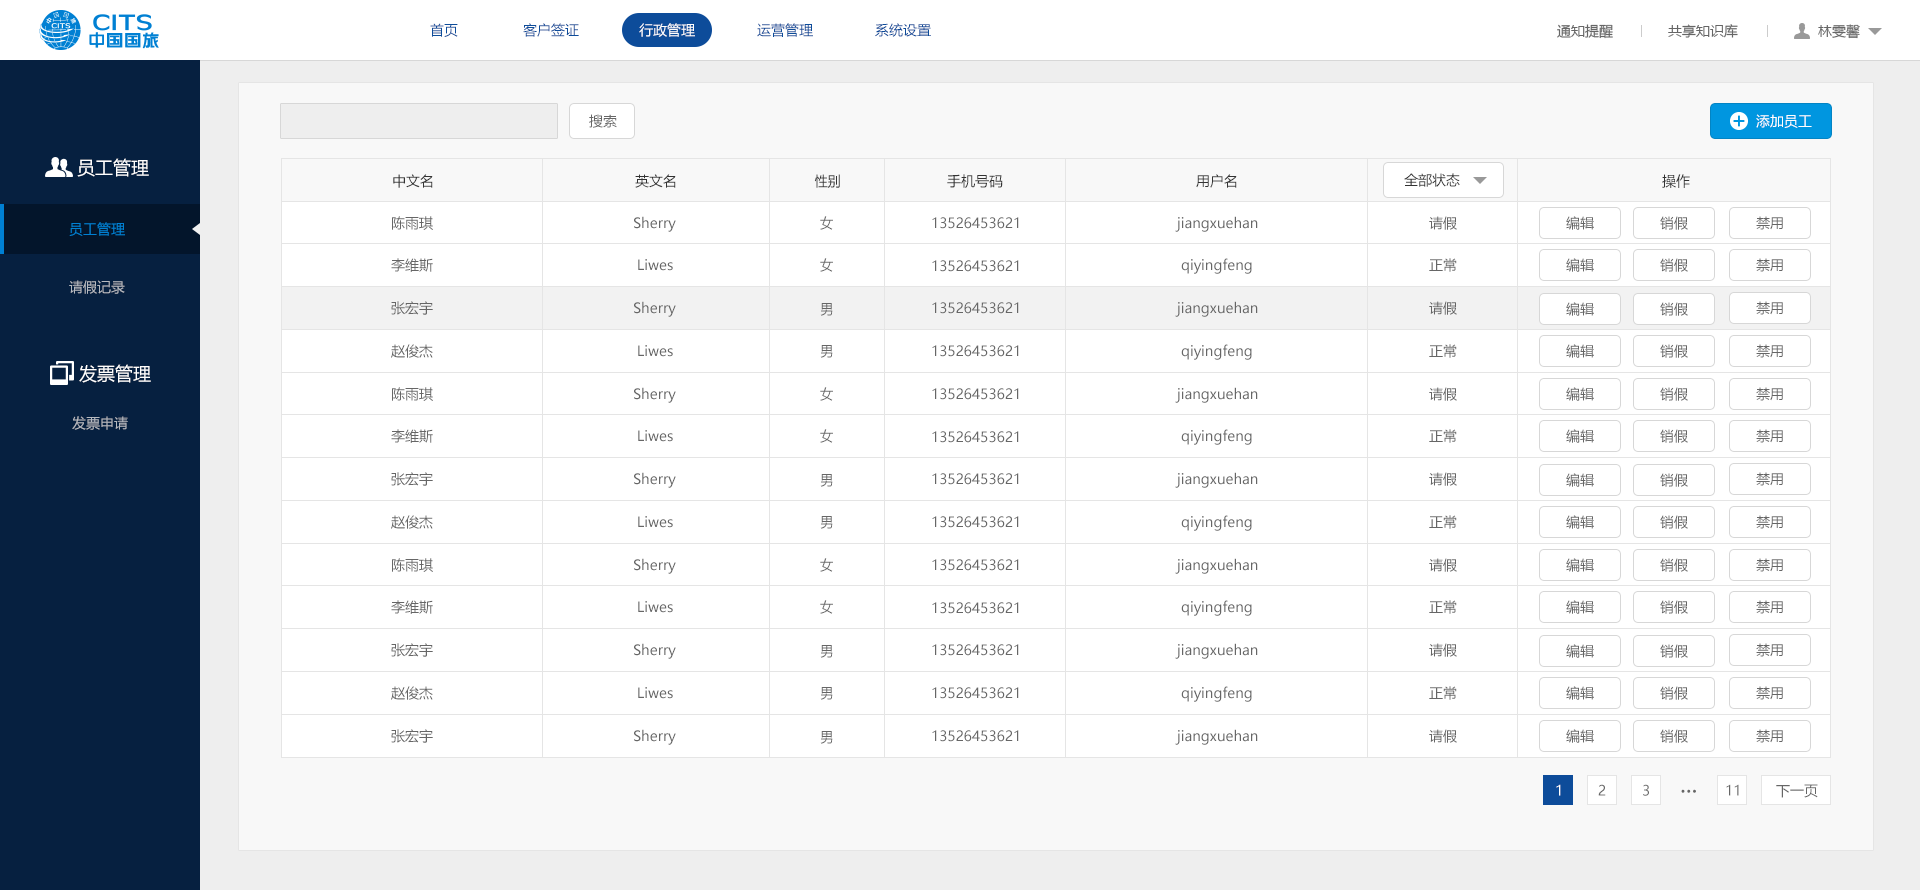 CITS
中国国旅
首页 客户签证 行政管理 运营管理 系统设置 通知提醒 共享知识库 林雯馨
员工管理
员工管理
请假记录
发票管理
发票申请
搜索 添加员工
中文名 英文名 性别 手机号码 用户名 全部状态 操作
陈雨琪 Sherry 女 13526453621 jiangxuehan 请假 编辑 销假 禁用
李维斯 Liwes 女 13526453621 qiyingfeng 正常 编辑 销假 禁用
张宏宇 Sherry 男 13526453621 jiangxuehan 请假 编辑 销假 禁用
赵俊杰 Liwes 男 13526453621 qiyingfeng 正常 编辑 销假 禁用
陈雨琪 Sherry 女 13526453621 jiangxuehan 请假 编辑 销假 禁用
李维斯 Liwes 女 13526453621 qiyingfeng 正常 编辑 销假 禁用
张宏宇 Sherry 男 13526453621 jiangxuehan 请假 编辑 销假 禁用
赵俊杰 Liwes 男 13526453621 qiyingfeng 正常 编辑 销假 禁用
陈雨琪 Sherry 女 13526453621 jiangxuehan 请假 编辑 销假 禁用
李维斯 Liwes 女 13526453621 qiyingfeng 正常 编辑 销假 禁用
张宏宇 Sherry 男 13526453621 jiangxuehan 请假 编辑 销假 禁用
赵俊杰 Liwes 男 13526453621 qiyingfeng 正常 编辑 销假 禁用
张宏宇 Sherry 男 13526453621 jiangxuehan 请假 编辑 销假 禁用
1 2 3 ••• 11 下一页